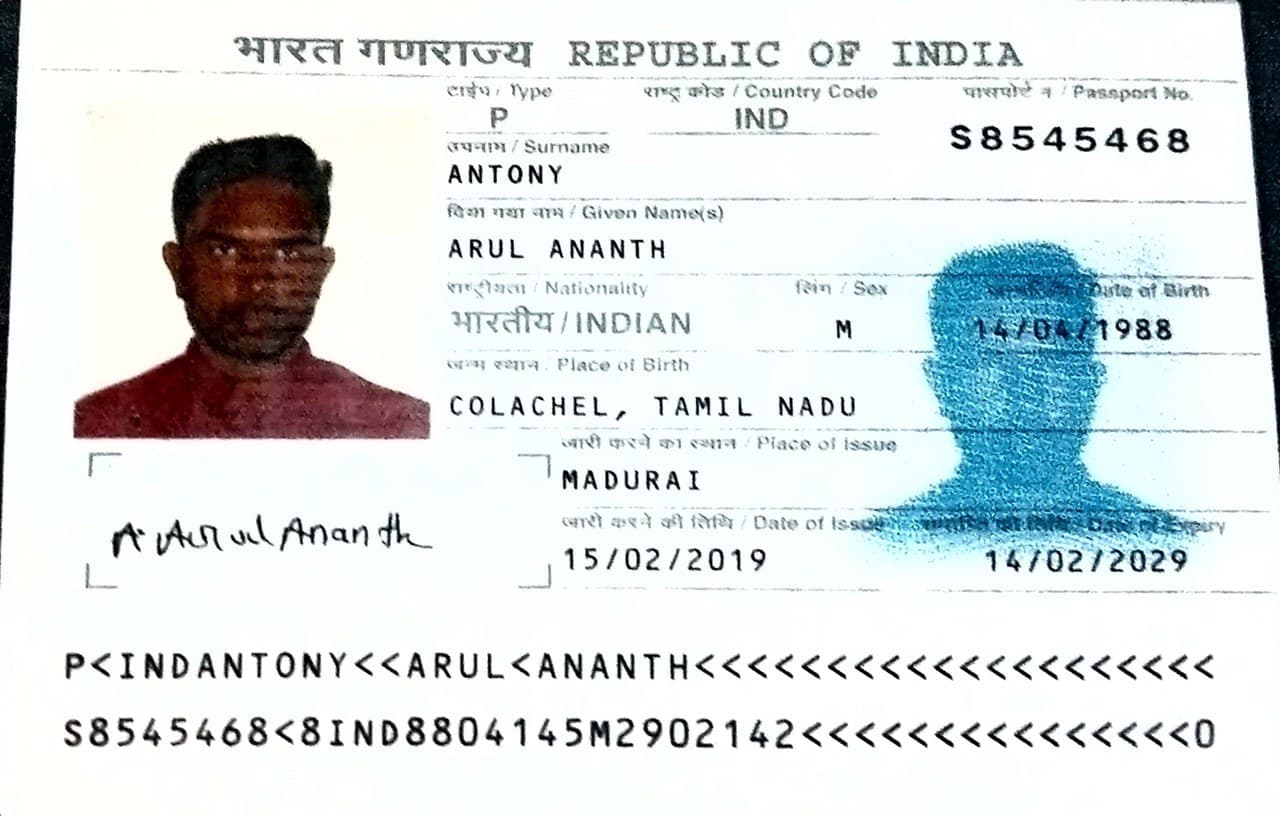 भारत गणराज्य REPUBLIC OF INDIA
टाईप / Type राष्ट्र कोड / Country Code पासपोर्ट न / Passport No.
P IND S8545468
उपनाम / Surname
ANTONY
दिया गया नाम / Given Name(s)
ARUL ANANTH
राष्ट्रीयता / Nationality लिंग / Sex Date of Birth
भारतीय / INDIAN M 14/04/1988
जन्म स्थान / Place of Birth
COLACHEL, TAMIL NADU
जारी करने का स्थान / Place of Issue
MADURAI
जारी करने की तिथि / Date of Issue Date of Expiry
15/02/2019 14/02/2029
A. Arul Ananth
P<INDANTONY<<ARUL<ANANTH<<<<<<<<<<<<<<<<<<<<
S8545468<8IND8804145M2902142<<<<<<<<<<<<<<<0